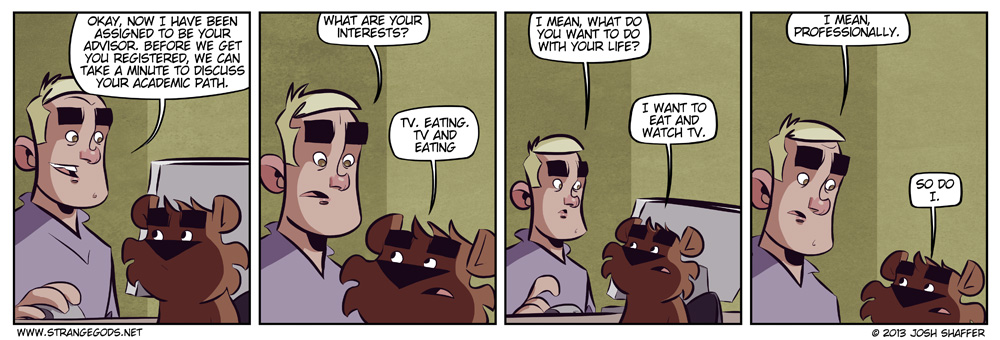 OKAY, NOW I HAVE BEEN
ASSIGNED TO BE YOUR
ADVISOR. BEFORE WE GET
YOU REGISTERED, WE CAN
TAKE A MINUTE TO DISCUSS
YOUR ACADEMIC PATH.
WHAT ARE YOUR
INTERESTS?
TV. EATING.
TV AND
EATING
I MEAN, WHAT DO
YOU WANT TO DO
WITH YOUR LIFE?
I WANT TO
EAT AND
WATCH TV.
I MEAN,
PROFESSIONALLY.
SO DO
I.
WWW.STRANGEGODS.NET
© 2013 JOSH SHAFFER